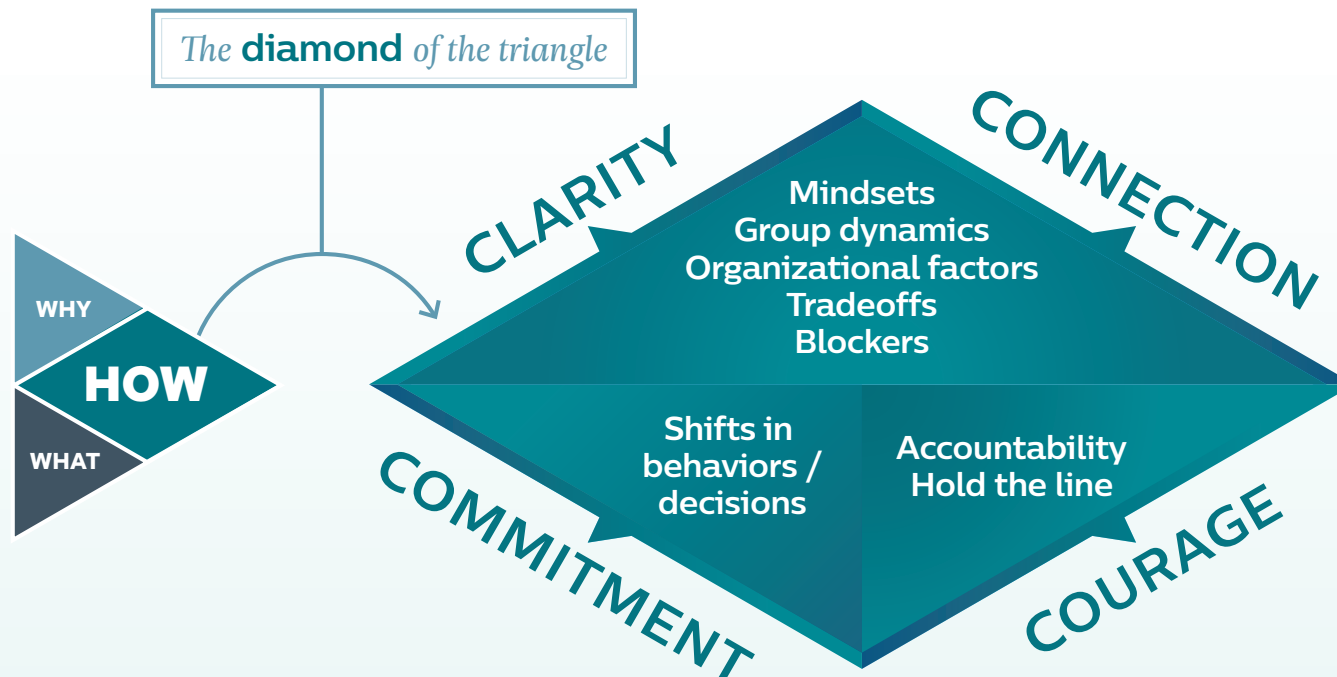 The diamond of the triangle
WHY
HOW
WHAT
CLARITY
CONNECTION
Mindsets
Group dynamics
Organizational factors
Tradeoffs
Blockers
Shifts in
behaviors /
decisions
Accountability
Hold the line
COMMITMENT
COURAGE